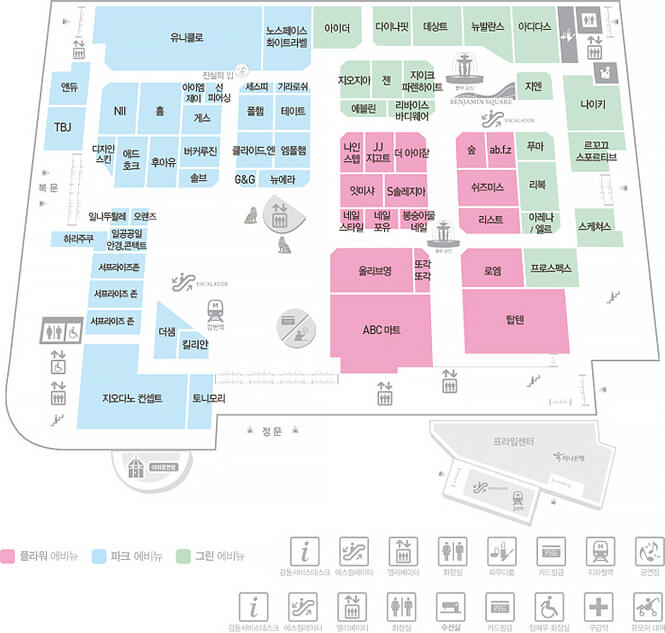 유니클로
노스페이스
화이트라벨
아이더
다이나핏
데상트
뉴발란스
아디다스
진실의 입
앤듀
TBJ
NII
흄
아이엠
제이
션
피어싱
게스
세스띠
기라로쉬
폴햄
테이트
지오지아
젠
지이크
파렌하이트
에블린
리바이스
바디웨어
BENJAMIN SQUARE
지엔
나이키
ESCALATOR
디자인
스킨
애드
호크
후아유
버커루진
솔브
클라이드.엔
엠폴햄
G&G
뉴에라
나인
스텝
JJ
지고트
더 아이잗
숲
ab.fz
푸마
르꼬끄
스포르티브
잇미샤
S솔레지아
쉬즈미스
리복
북 문
일나뚜릴레
오렌즈
네일
스타일
네일
포유
봉숭아물
네일
리스트
아레나
/ 엘르
스케쳐스
하라주쿠
일공공일
안경,콘택트
서프라이즈존
서프라이즈 존
서프라이즈 존
ESCALATOR
강변역
올리브영
또각
또각
로엠
프로스펙스
더샘
킬리안
ABC 마트
탑텐
지오다노 컨셉트
토니모리
정 문
야외공연장
프라임센터
하나은행
ESCALATOR
강변역
플라워 에비뉴
파크 에비뉴
그린 에비뉴
감동서비스데스크
에스컬레이터
엘리베이터
화장실
파우더룸
카드발급
지하철역
공연장
감동서비스데스크
에스컬레이터
엘리베이터
화장실
수선실
카드발급
장애우 화장실
구급약
유모차 대여